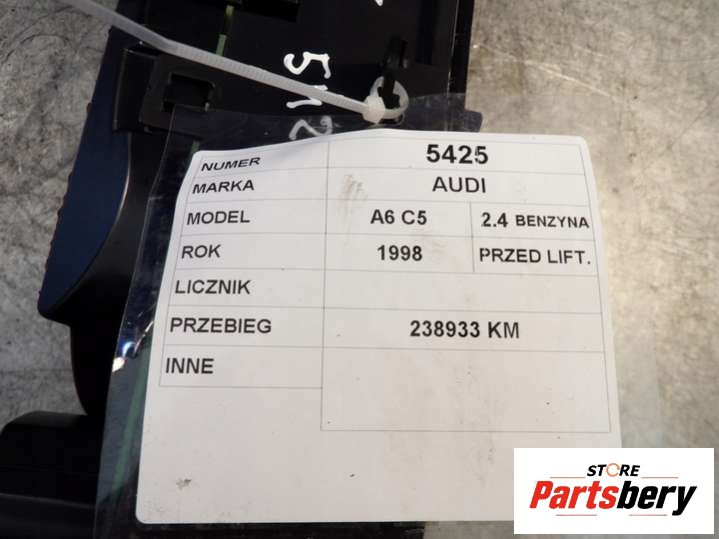 512
NUMER 5425
MARKA AUDI
MODEL A6 C5 2.4 BENZYNA
ROK 1998 PRZED LIFT.
LICZNIK
PRZEBIEG 238933 KM
INNE
STORE
Partsbery